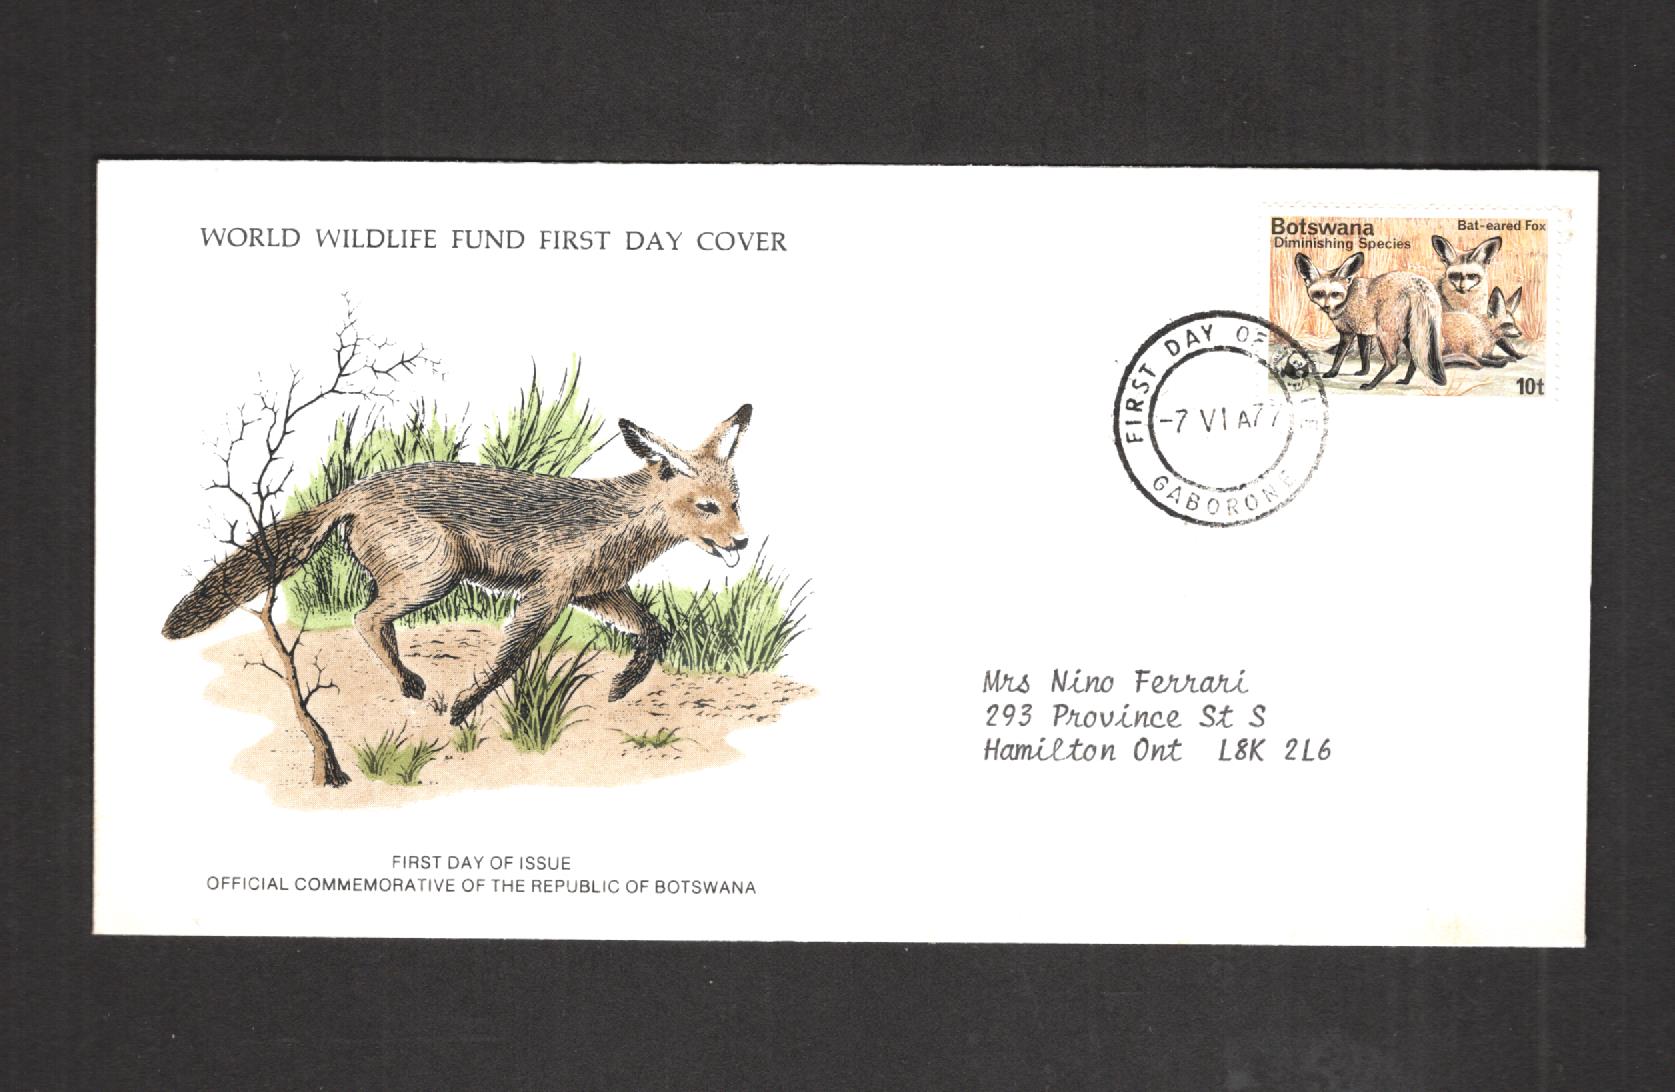 WORLD WILDLIFE FUND FIRST DAY COVER
Botswana
Bat-eared Fox
Diminishing Species
10t
FIRST DAY OF ISSUE
-7 VI A77
GABORONE
Mrs Nino Ferrari
293 Province St S
Hamilton Ont L8K 2L6
FIRST DAY OF ISSUE
OFFICIAL COMMEMORATIVE OF THE REPUBLIC OF BOTSWANA